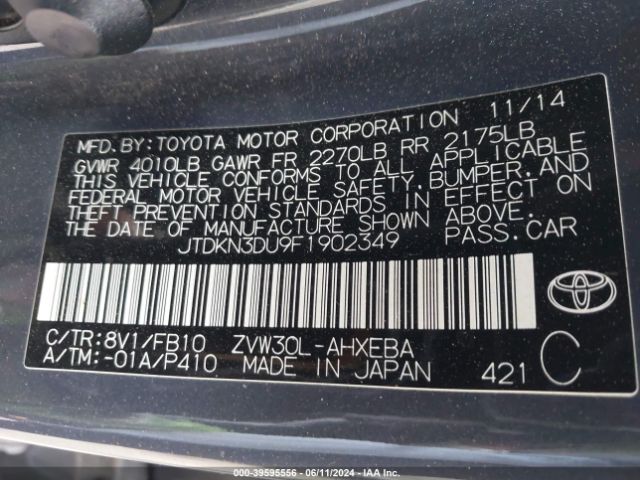 MFD. BY: TOYOTA MOTOR CORPORATION 11/14
GVWR 4010LB GAWR FR 2270LB RR 2175LB
THIS VEHICLE CONFORMS TO ALL APPLICABLE
FEDERAL MOTOR VEHICLE SAFETY, BUMPER, AND
THEFT PREVENTION STANDARDS IN EFFECT ON
THE DATE OF MANUFACTURE SHOWN ABOVE.
JTDKN3DU9F1902349 PASS. CAR
C/TR: 8V1/FB10 ZVW30L-AHXEBA
A/TM: -01A/P410 MADE IN JAPAN 421 C
000-39595556 - 06/11/2024 - IAA Inc.